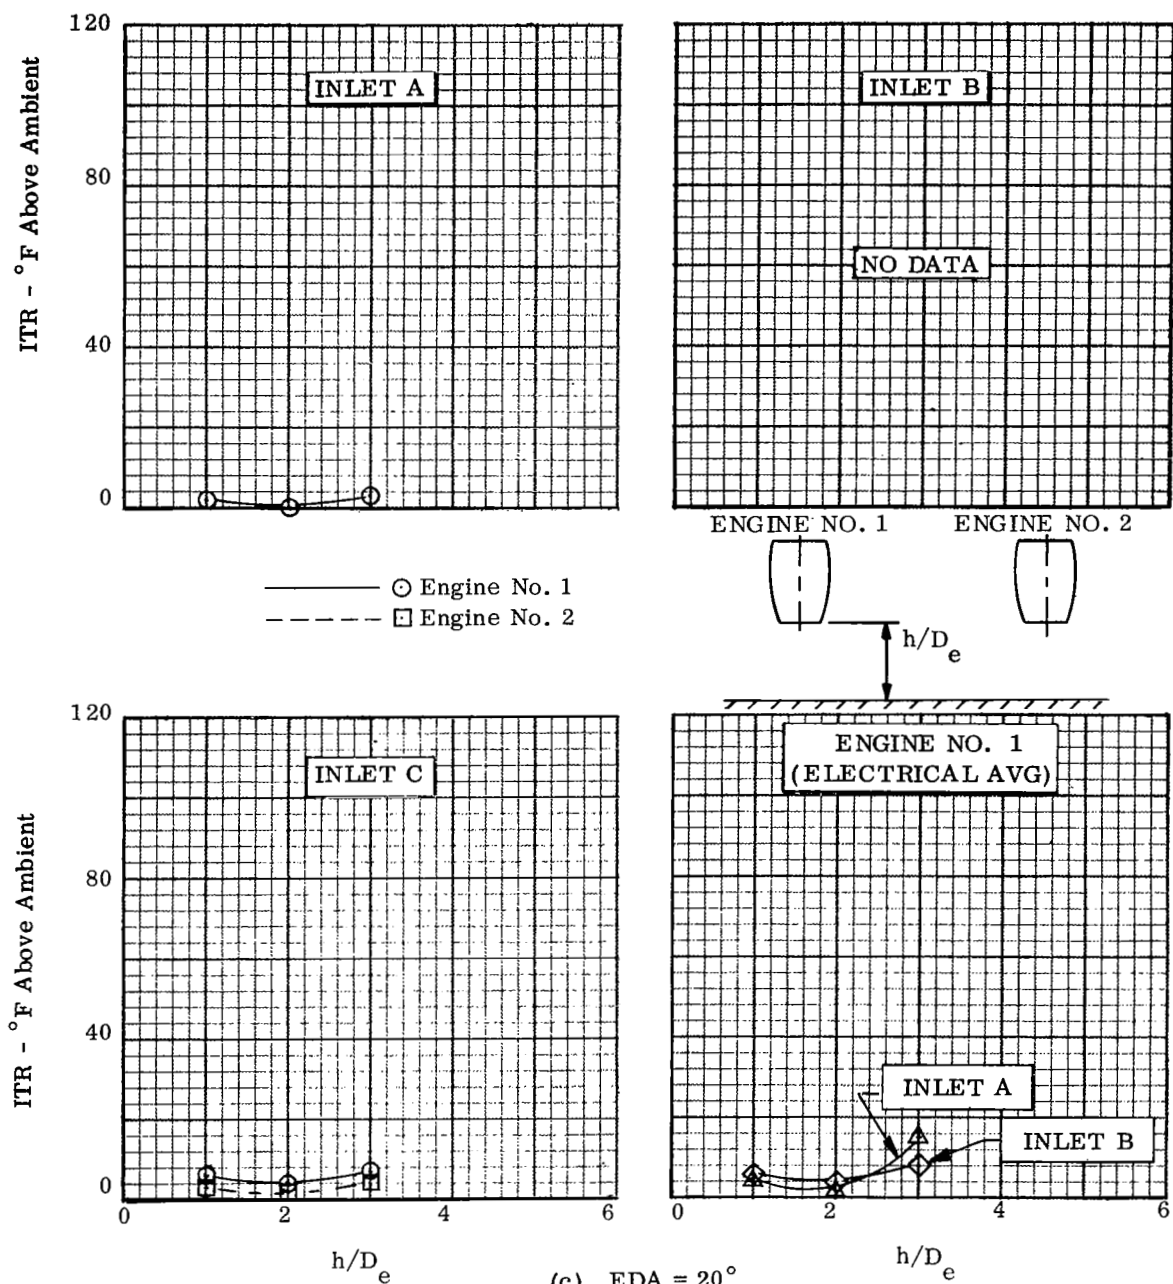 120
80
40
0
ITR - °F Above Ambient
INLET A
INLET B
NO DATA
ENGINE NO. 1
ENGINE NO. 2
h/De
Engine No. 1
Engine No. 2
120
80
40
0
ITR - °F Above Ambient
INLET C
ENGINE NO. 1
(ELECTRICAL AVG)
INLET A
INLET B
0 2 4 6
0 2 4 6
h/De
h/De
(c) EDA = 20°